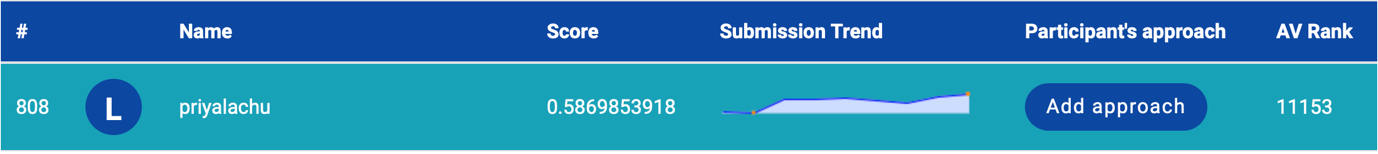 # Name Score Submission Trend Participant's approach AV Rank
808 L priyalachu 0.5869853918 Add approach 11153